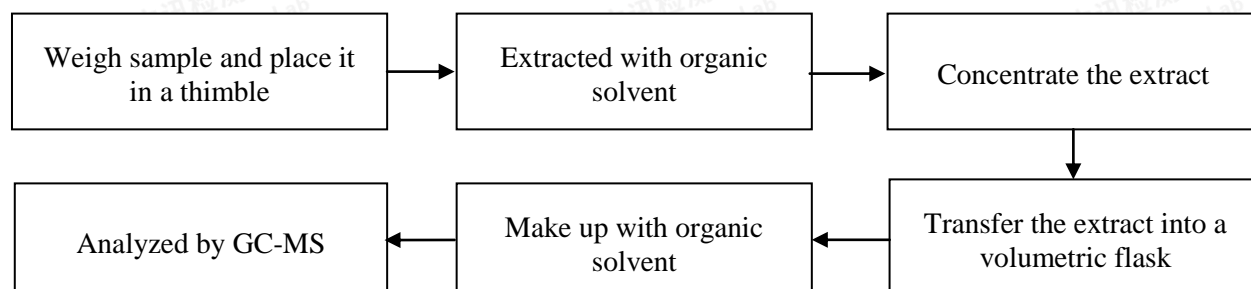 Weigh sample and place it
in a thimble
Extracted with organic
solvent
Concentrate the extract
Transfer the extract into a
volumetric flask
Make up with organic
solvent
Analyzed by GC-MS